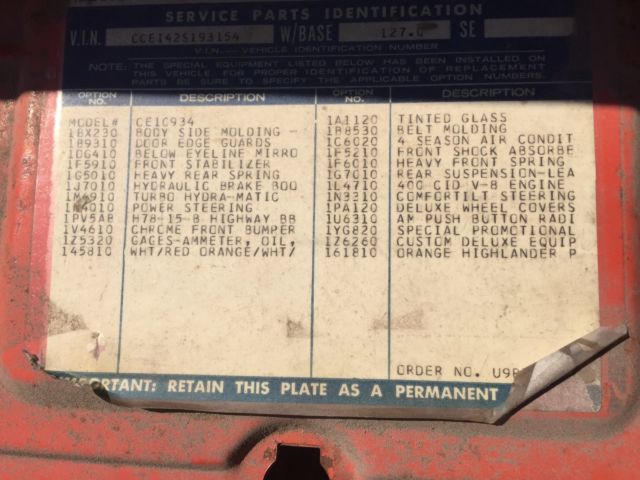 SERVICE PARTS IDENTIFICATION
V.I.N. CCE142S193154 W/BASE 127.0 SE
V.I.N. – VEHICLE IDENTIFICATION NUMBER
NOTE: THE SPECIAL EQUIPMENT LISTED BELOW HAS BEEN INSTALLED ON
THIS VEHICLE. FOR PROPER IDENTIFICATION OF REPLACEMENT
PARTS BE SURE TO SPECIFY THE APPLICABLE OPTION NUMBERS.
OPTION NO. DESCRIPTION OPTION NO. DESCRIPTION
MODEL# CE10934 1A1120 TINTED GLASS
1BX230 BODY SIDE MOLDING - 1B8530 BELT MOLDING
1B9310 DOOR EDGE GUARDS 1C6020 4 SEASON AIR CONDIT
1DG410 BELOW EYELINE MIRRO 1F5210 FRONT SHOCK ABSORBE
1F5910 FRONT STABILIZER 1F6010 HEAVY FRONT SPRING
1G5010 HEAVY REAR SPRING 1G7010 REAR SUSPENSION-LEA
1J7010 HYDRAULIC BRAKE BOO 1L4710 400 CID V-8 ENGINE
TURBO HYDRA-MATIC 1N3310 COMFORTILT STEERING
1N4010 POWER STEERING 1PA120 DELUXE WHEEL COVERS
1PV5AB H78-15-B HIGHWAY BB 1U6310 AM PUSH BUTTON RADI
1V4610 CHROME FRONT BUMPER 1YG820 SPECIAL PROMOTIONAL
1Z5320 GAGES-AMMETER, OIL, 1Z6260 CUSTOM DELUXE EQUIP
145810 WHT/RED ORANGE/WHT/ 161810 ORANGE HIGHLANDER P
ORDER NO. U9
IMPORTANT: RETAIN THIS PLATE AS A PERMANENT